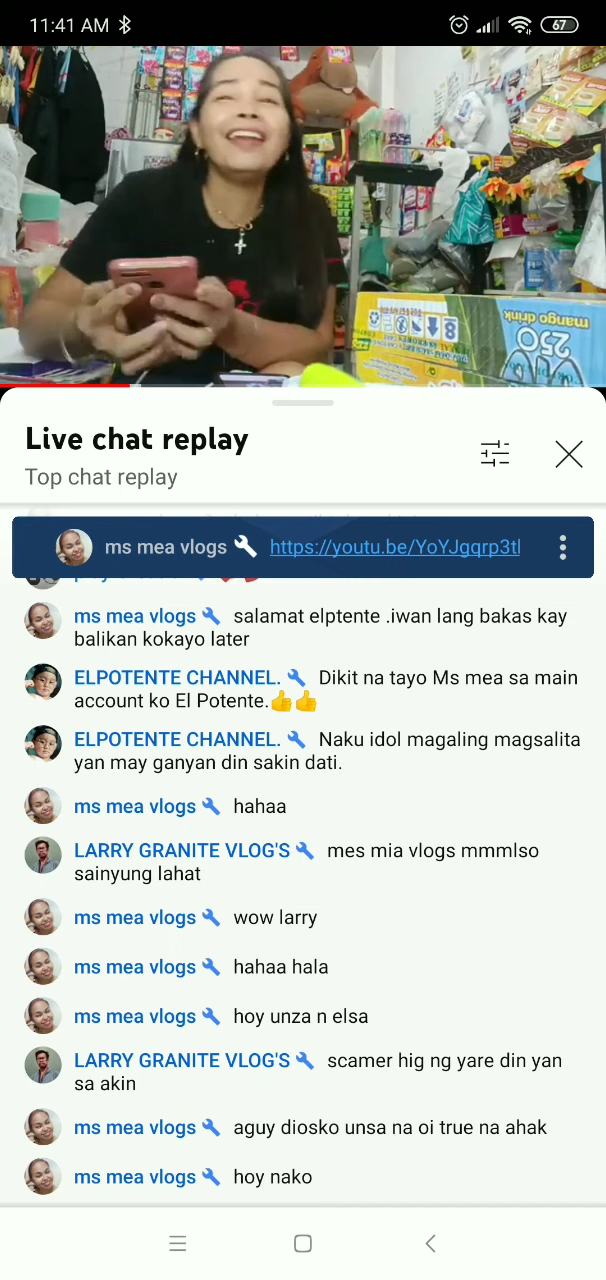 11:41 AM
67
mango drink
250
8
Live chat replay
Top chat replay
ms mea vlogs https://youtu.be/YoYJgqrp3tl
ms mea vlogs salamat elptente .iwan lang bakas kay
balikan kokayo later
ELPOTENTE CHANNEL. Dikit na tayo Ms mea sa main
account ko El Potente.👍👍
ELPOTENTE CHANNEL. Naku idol magaling magsalita
yan may ganyan din sakin dati.
ms mea vlogs hahaa
LARRY GRANITE VLOG'S mes mia vlogs mmmlso
sainyung lahat
ms mea vlogs wow larry
ms mea vlogs hahaa hala
ms mea vlogs hoy unza n elsa
LARRY GRANITE VLOG'S scamer hig ng yare din yan
sa akin
ms mea vlogs aguy diosko unsa na oi true na ahak
ms mea vlogs hoy nako